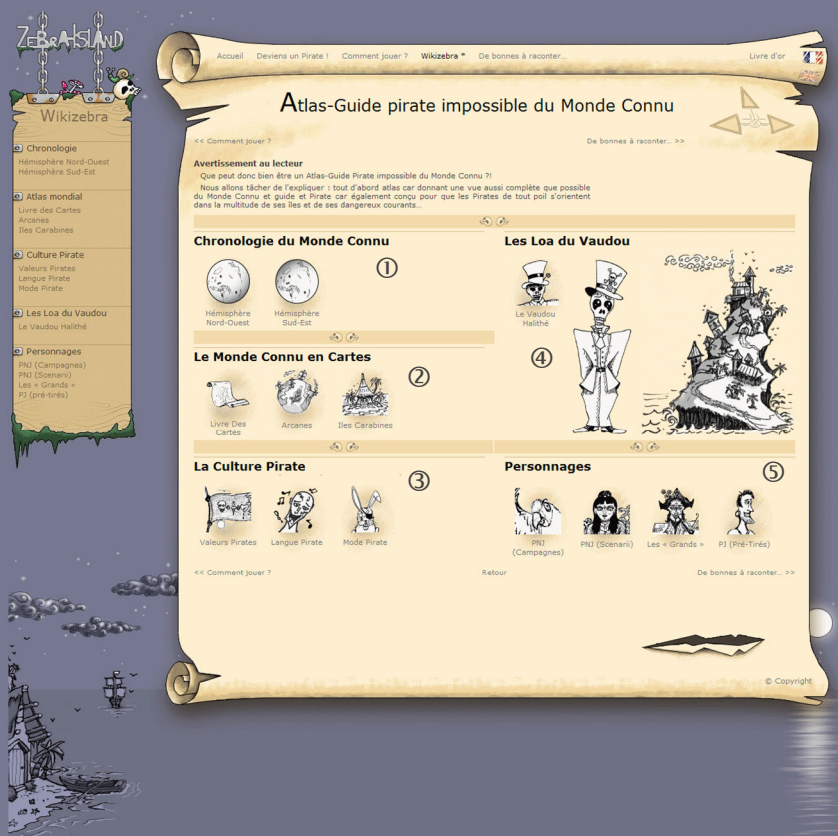 ZEBRAISLAND
Accueil Deviens un Pirate ! Comment jouer ? Wikizebra * De bonnes à raconter... Livre d'or
Wikizebra
Chronologie
Hémisphère Nord-Ouest
Hémisphère Sud-Est
Atlas mondial
Livre des Cartes
Arcanes
Iles Carabines
Culture Pirate
Valeurs Pirates
Langue Pirate
Mode Pirate
Les Loa du Vaudou
Le Vaudou Halithé
Personnages
PNJ (Campagnes)
PNJ (Scenarii)
Les « Grands »
PJ (pré-tirés)
Atlas-Guide pirate impossible du Monde Connu
<< Comment jouer ? De bonnes à raconter... >>
Avertissement au lecteur
Que peut donc bien être un Atlas-Guide Pirate impossible du Monde Connu ?!
Nous allons tâcher de l'expliquer : tout d'abord atlas car donnant une vue aussi complète que possible
du Monde Connu et guide et Pirate car également conçu pour que les Pirates de tout poil s'orientent
dans la multitude de ses îles et de ses dangereux courants...
Chronologie du Monde Connu
①
Hémisphère
Nord-Ouest
Hémisphère
Sud-Est
Le Monde Connu en Cartes
②
Livre Des
Cartes
Arcanes
Iles Carabines
La Culture Pirate
③
Valeurs Pirates
Langue Pirate
Mode Pirate
Les Loa du Vaudou
Le Vaudou
Halithé
④
Personnages
⑤
PNJ
(Campagnes)
PNJ (Scenarii)
Les « Grands »
PJ (Pré-Tirés)
<< Comment jouer ? Retour De bonnes à raconter... >>
© Copyright